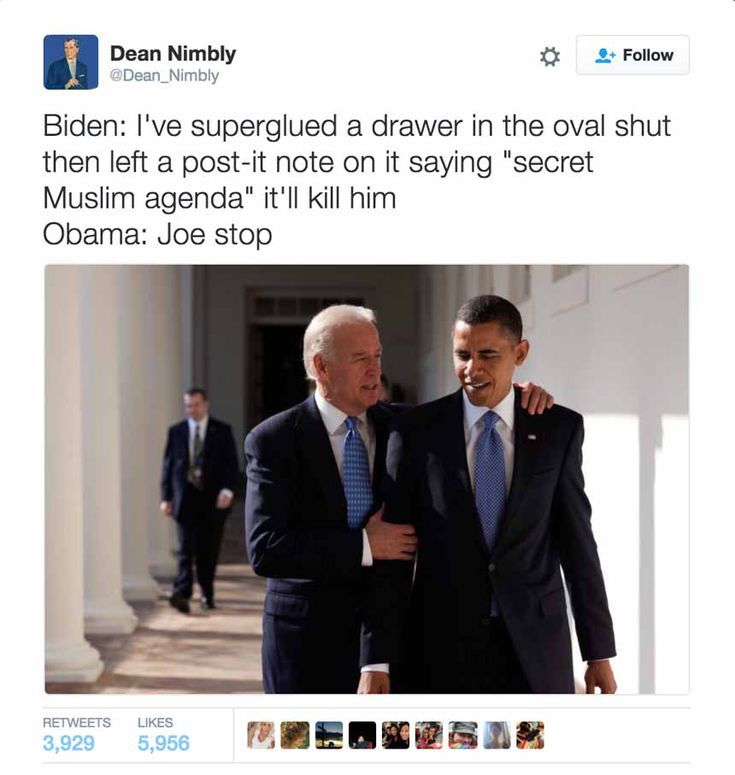 Dean Nimbly
@Dean_Nimbly
Follow
Biden: I've superglued a drawer in the oval shut
then left a post-it note on it saying "secret
Muslim agenda" it'll kill him
Obama: Joe stop
RETWEETS LIKES
3,929 5,956